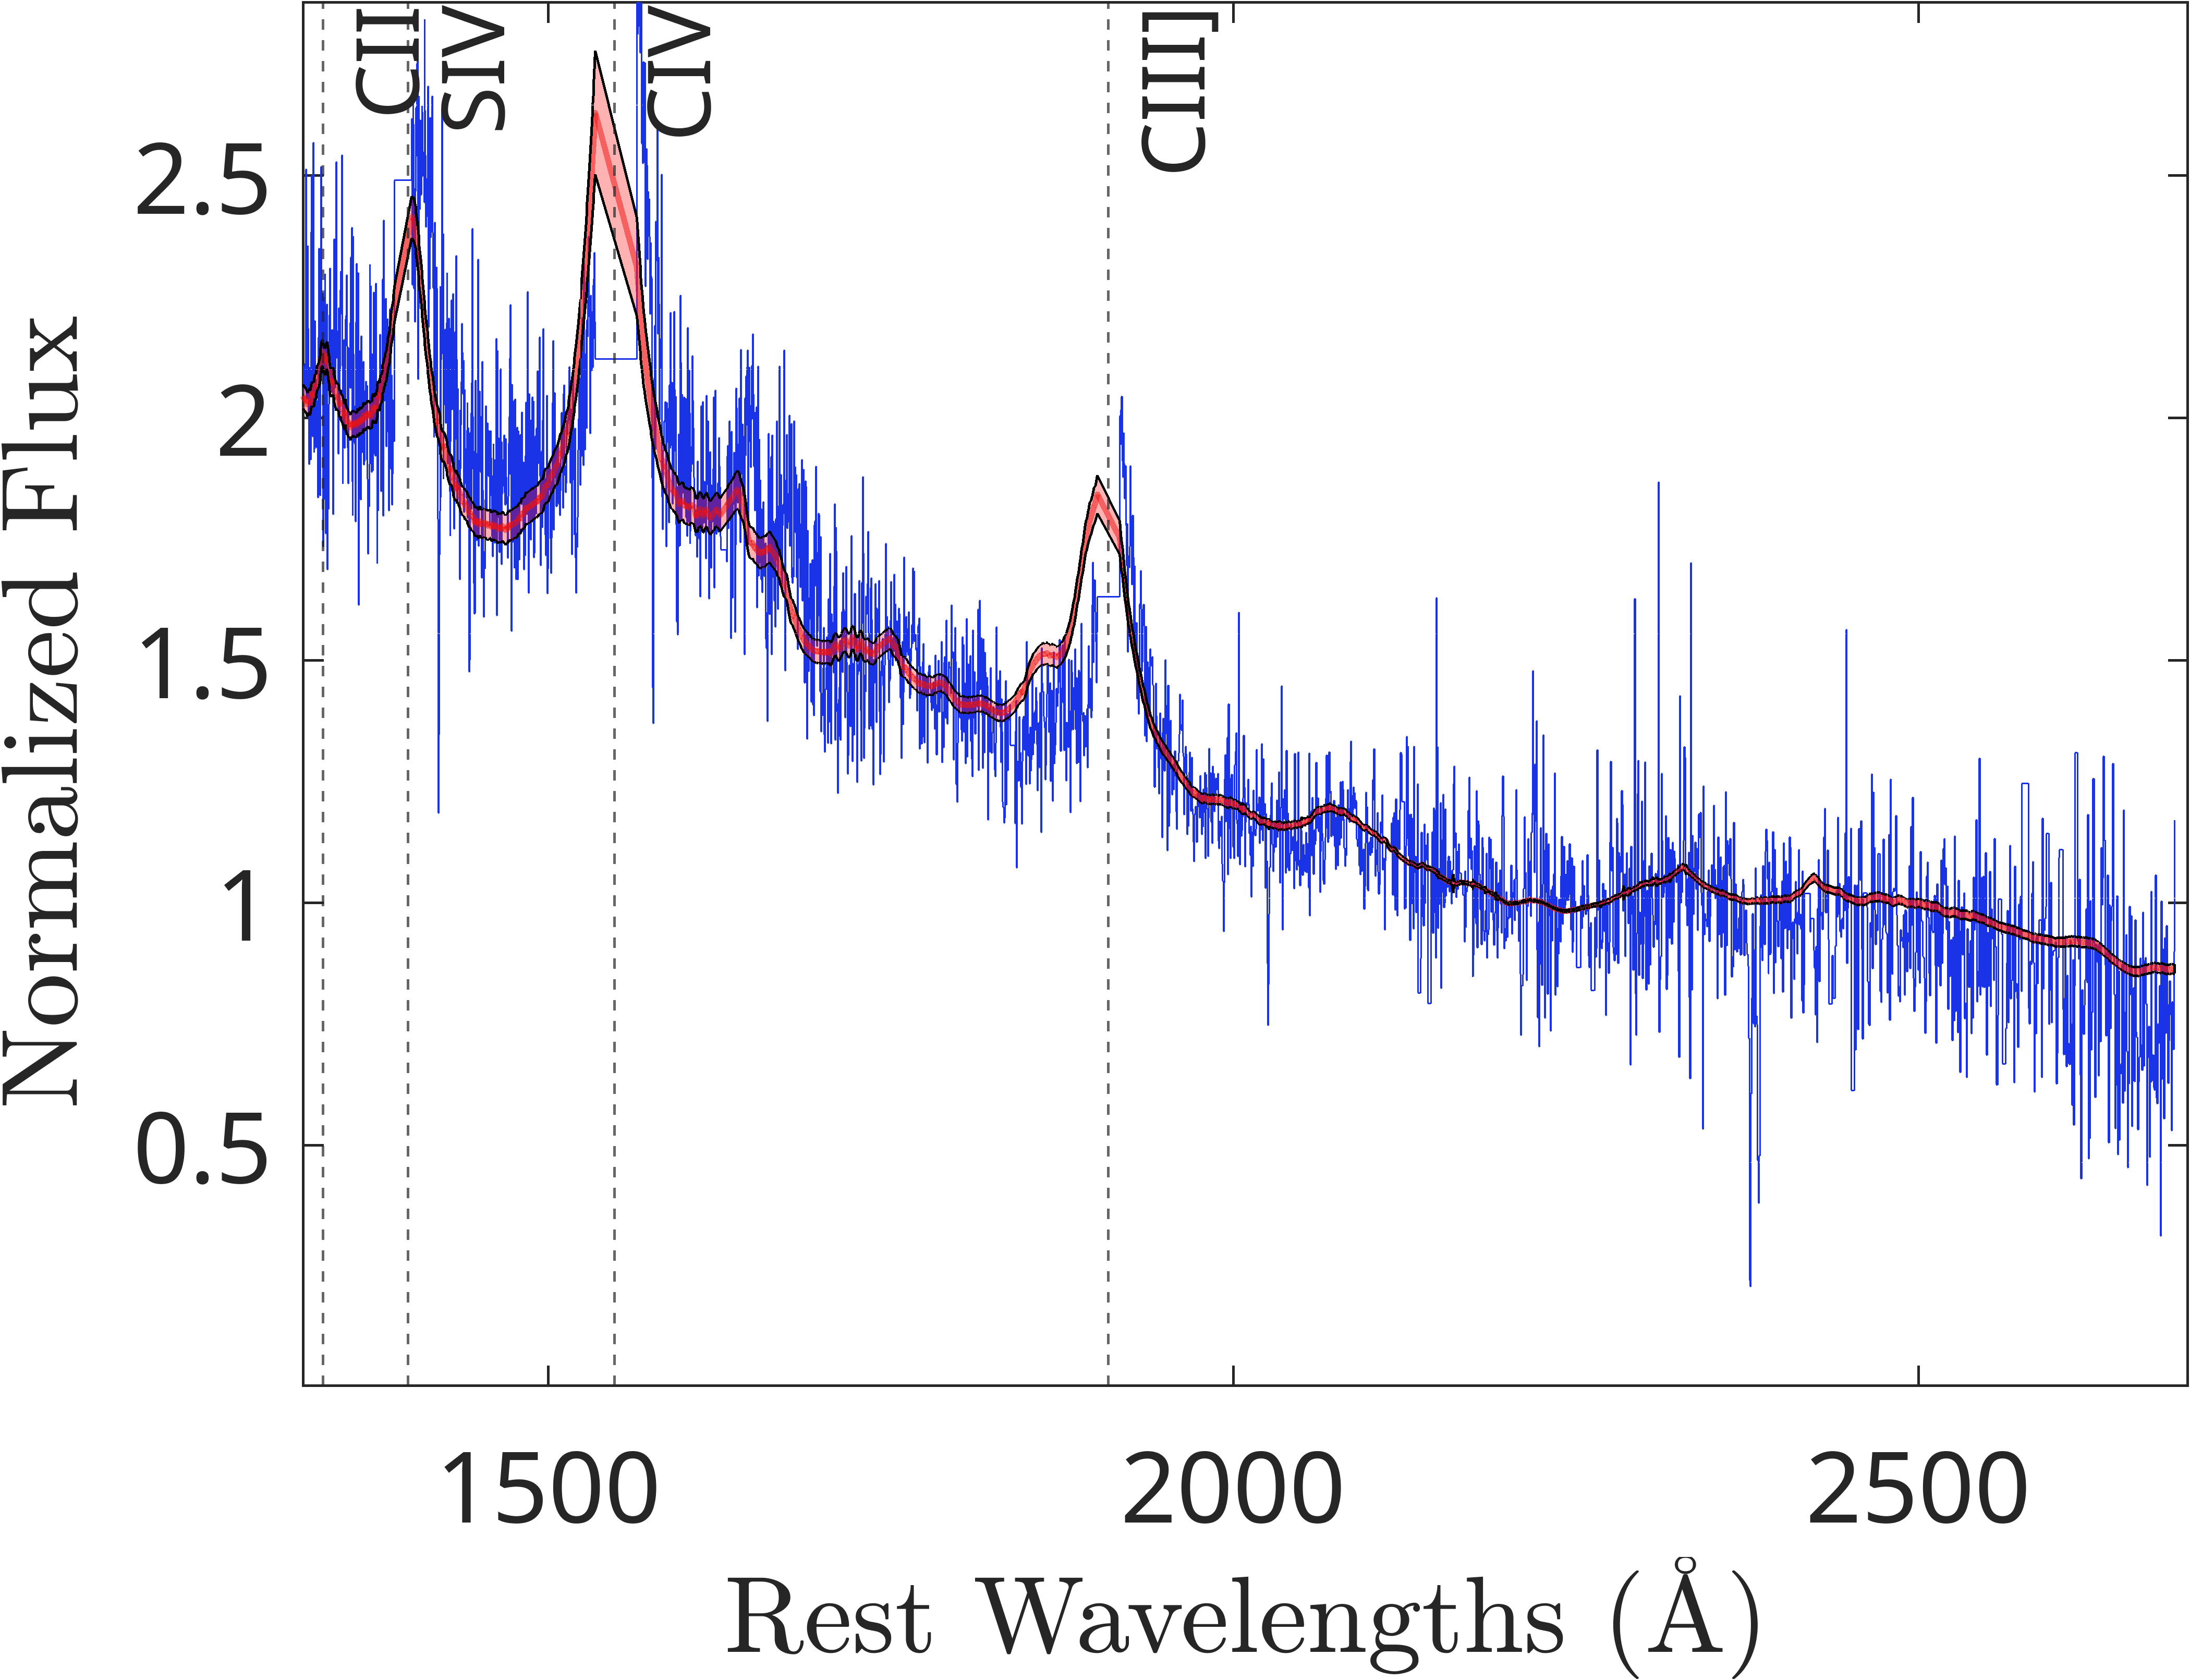 CII
SIV
CIV
CIII]
2.5
2
1.5
1
0.5
Normalized Flux
1500
2000
2500
Rest Wavelengths (Å)